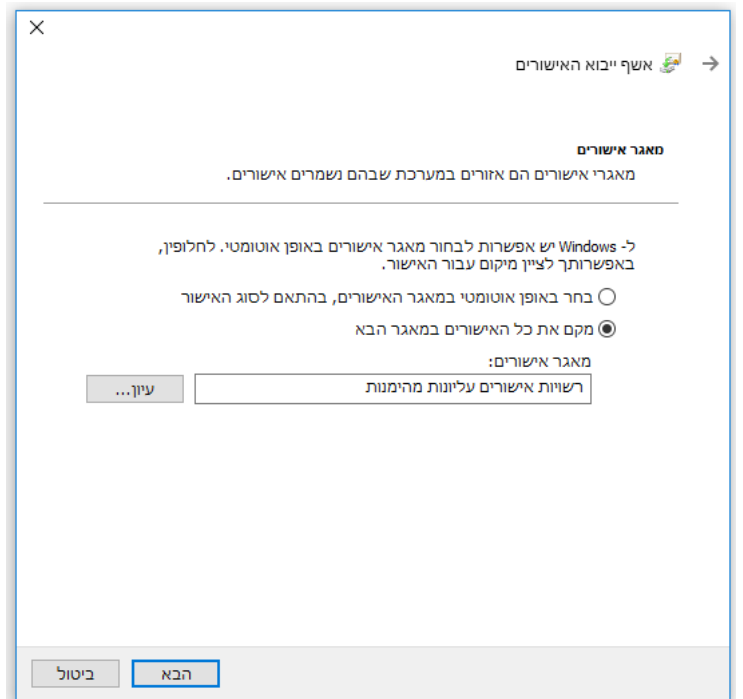 אשף ייבוא האישורים
מאגר אישורים
מאגרי אישורים הם אזורים במערכת שבהם נשמרים אישורים.
ל- Windows יש אפשרות לבחור מאגר אישורים באופן אוטומטי. לחלופין,
באפשרותך לציין מיקום עבור האישור.
בחר באופן אוטומטי במאגר האישורים, בהתאם לסוג האישור
מקם את כל האישורים במאגר הבא
מאגר אישורים:
רשויות אישורים עליונות מהימנות
עיון...
הבא
ביטול